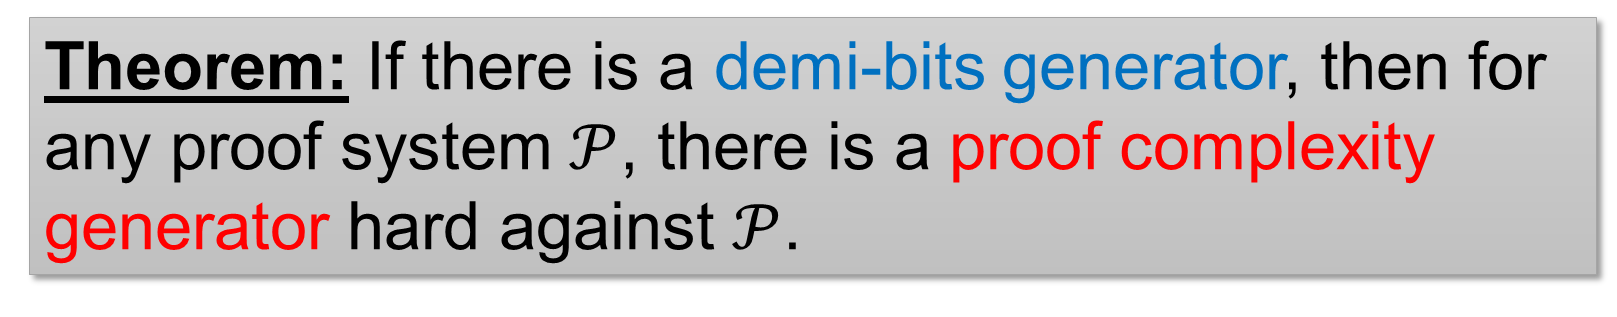 Theorem: If there is a demi-bits generator, then for
any proof system 𝒫, there is a proof complexity
generator hard against 𝒫.